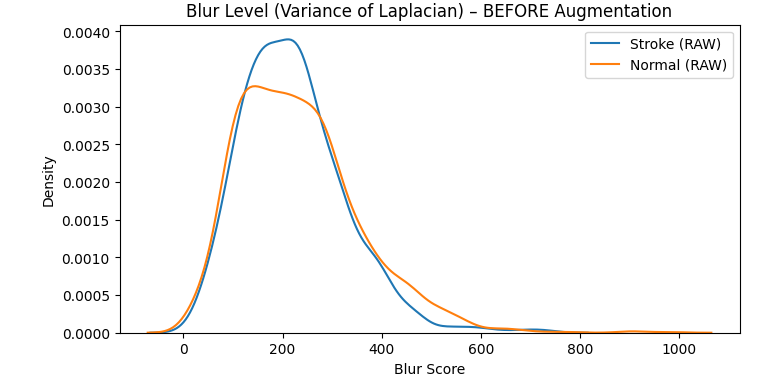 Blur Level (Variance of Laplacian) – BEFORE Augmentation
Stroke (RAW)
Normal (RAW)
Density
0.0040
0.0035
0.0030
0.0025
0.0020
0.0015
0.0010
0.0005
0.0000
0 200 400 600 800 1000
Blur Score